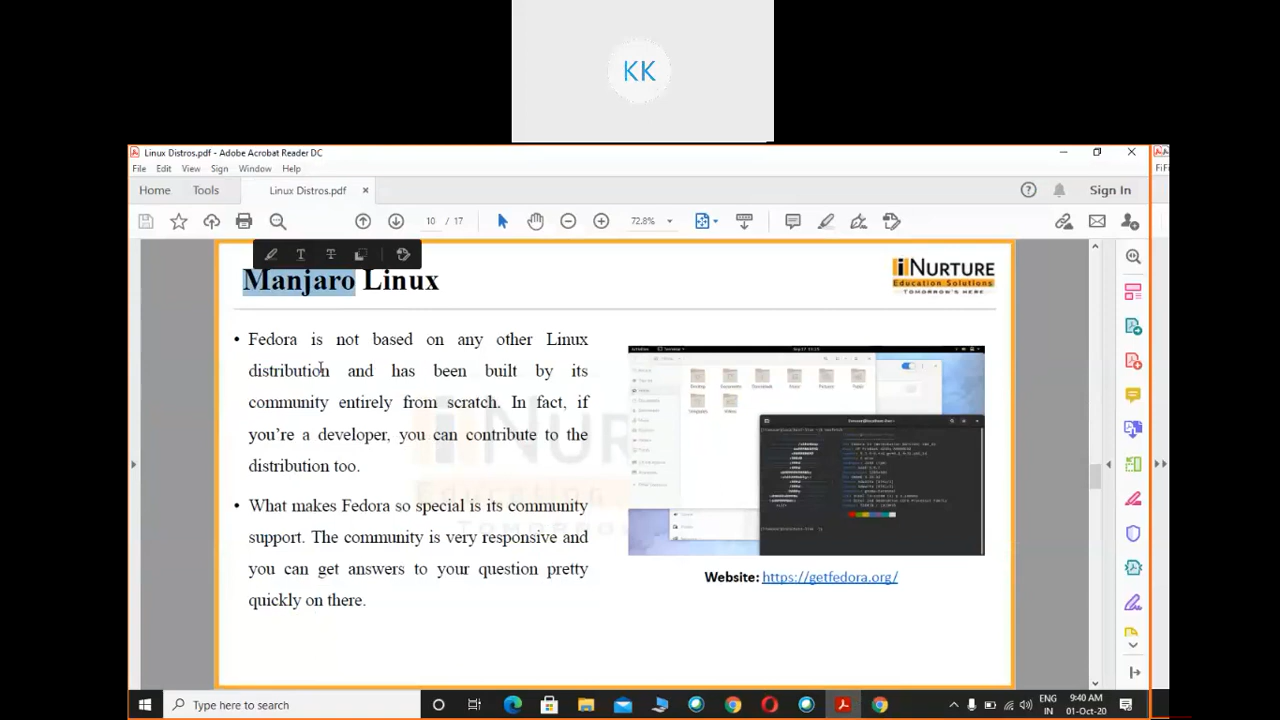 KK
Linux Distros.pdf - Adobe Acrobat Reader DC
File Edit View Sign Window Help
FiFi
Home Tools Linux Distros.pdf Sign In
10 / 17 72.8%
Manjaro Linux
iNURTURE
Education Solutions
TOMORROW'S HERE
• Fedora is not based on any other Linux
distribution and has been built by its
community entirely from scratch. In fact, if
you're a developer, you can contribute to the
distribution too.
• What makes Fedora so special is its community
support. The community is very responsive and
you can get answers to your question pretty
quickly on there.
Website: https://getfedora.org/
Type here to search
ENG
IN
9:40 AM
01-Oct-20